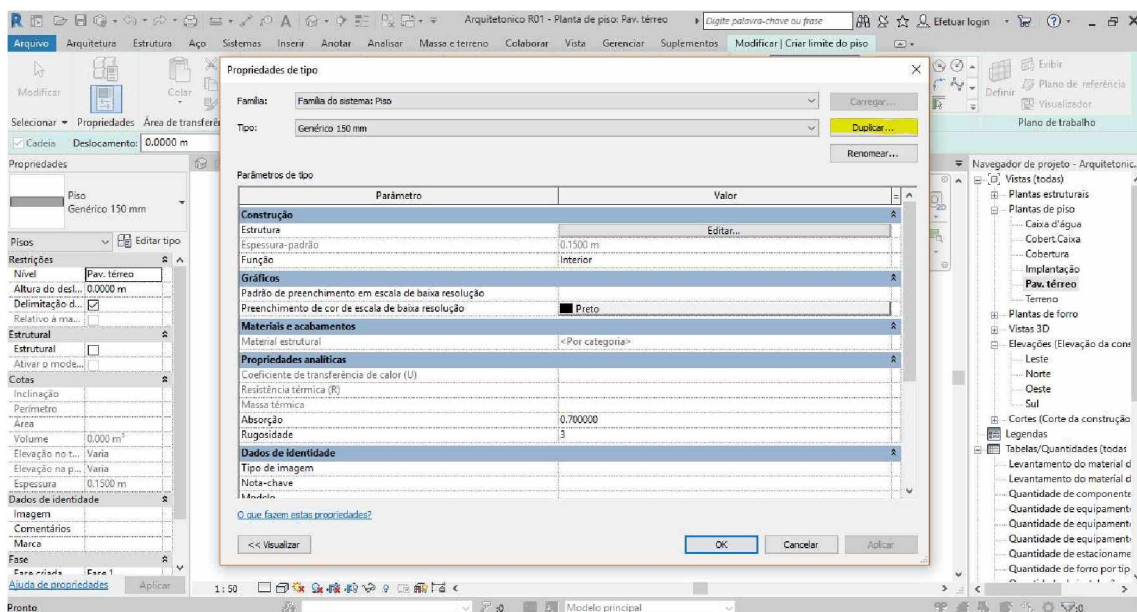 Arquitetonico R01 - Planta de piso: Pav. térreo
Digite palavra-chave ou frase
Efetuar login
Arquivo Arquitetura Estrutura Aço Sistemas Inserir Anotar Analisar Massa e terreno Colaborar Vista Gerenciar Suplementos Modificar | Criar limite do piso
Modificar
Colar
Definir
Exibir
Plano de referência
Visualizador
Selecionar Propriedades Área de transferê
Plano de trabalho
Cadeia Deslocamento: 0.0000 m
Propriedades
Piso
Genérico 150 mm
Pisos
Editar tipo
Restrições
Nível Pav. térreo
Altura do desl... 0.0000 m
Delimitação d...
Relativo à ma...
Estrutural
Estrutural
Ativar o mode...
Cotas
Inclinação
Perímetro
Área
Volume 0.000 m³
Elevação no t... Varia
Elevação na p... Varia
Espessura 0.1500 m
Dados de identidade
Imagem
Comentários
Marca
Fase
Fase criada Fase 1
Ajuda de propriedades
Aplicar
Propriedades de tipo
Família: Família do sistema: Piso
Carregar...
Tipo: Genérico 150 mm
Duplicar...
Renomear...
Parâmetros de tipo
Parâmetro Valor =
Construção
Estrutura Editar...
Espessura-padrão 0.1500 m
Função Interior
Gráficos
Padrão de preenchimento em escala de baixa resolução
Preenchimento de cor de escala de baixa resolução Preto
Materiais e acabamentos
Material estrutural <Por categoria>
Propriedades analíticas
Coeficiente de transferência de calor (U)
Resistência térmica (R)
Massa térmica
Absorção 0.700000
Rugosidade 3
Dados de identidade
Tipo de imagem
Nota-chave
Modelo
O que fazem estas propriedades?
<< Visualizar
OK
Cancelar
Aplicar
Navegador de projeto - Arquitetonic...
Vistas (todas)
Plantas estruturais
Plantas de piso
Caixa d'água
Cobert.Caixa
Cobertura
Implantação
Pav. térreo
Terreno
Plantas de forro
Vistas 3D
Elevações (Elevação da cons
Leste
Norte
Oeste
Sul
Cortes (Corte da construção
Legendas
Tabelas/Quantidades (todas
Levantamento do material d
Levantamento do material d
Quantidade de componente
Quantidade de equipamento
Quantidade de equipamento
Quantidade de equipamento
Quantidade de estacioname
Quantidade de forro por tip
1 : 50
Pronto
:0
Modelo principal
:0